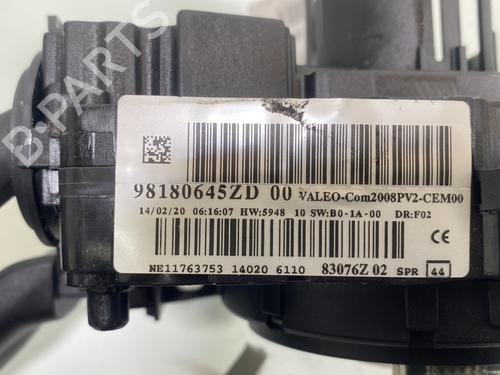 B-PARTS
98180645ZD 00 VALEO-Com2008PV2-CEM00
14/02/20 06:16:07 HW:5948 10 SW:B0-1A-00 DR:F02
CE
NE11763753 14020 6110 83076Z 02 SPR 44